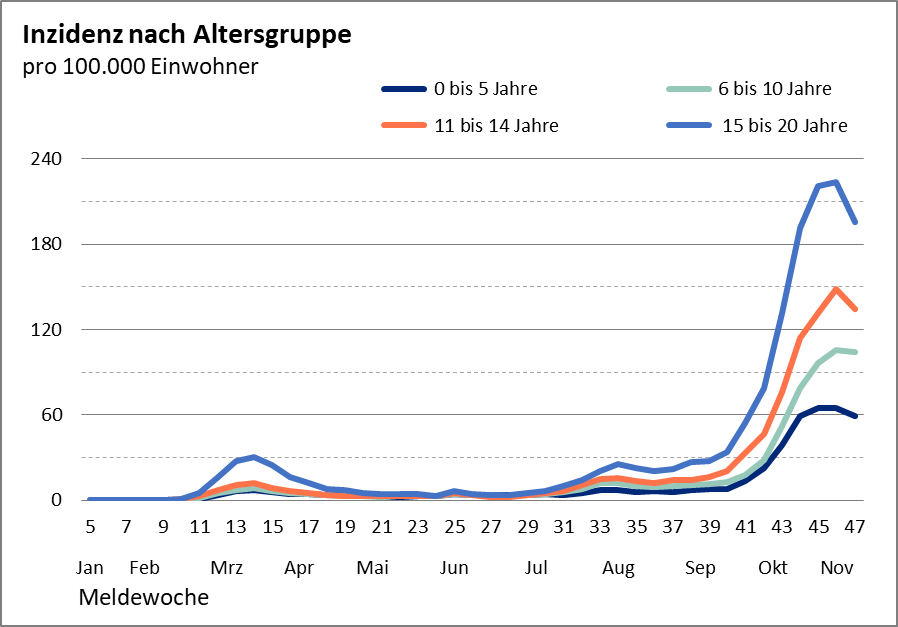 Inzidenz nach Altersgruppe
pro 100.000 Einwohner
0 bis 5 Jahre
6 bis 10 Jahre
11 bis 14 Jahre
15 bis 20 Jahre
240
180
120
60
0
5 7 9 11 13 15 17 19 21 23 25 27 29 31 33 35 37 39 41 43 45 47
Jan Feb Mrz Apr Mai Jun Jul Aug Sep Okt Nov
Meldewoche